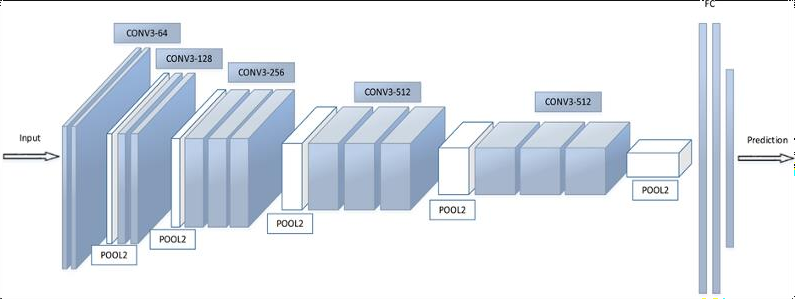 FC
CONV3-64
CONV3-128
CONV3-256
CONV3-512
CONV3-512
Input
Prediction
POOL2
POOL2
POOL2
POOL2
POOL2